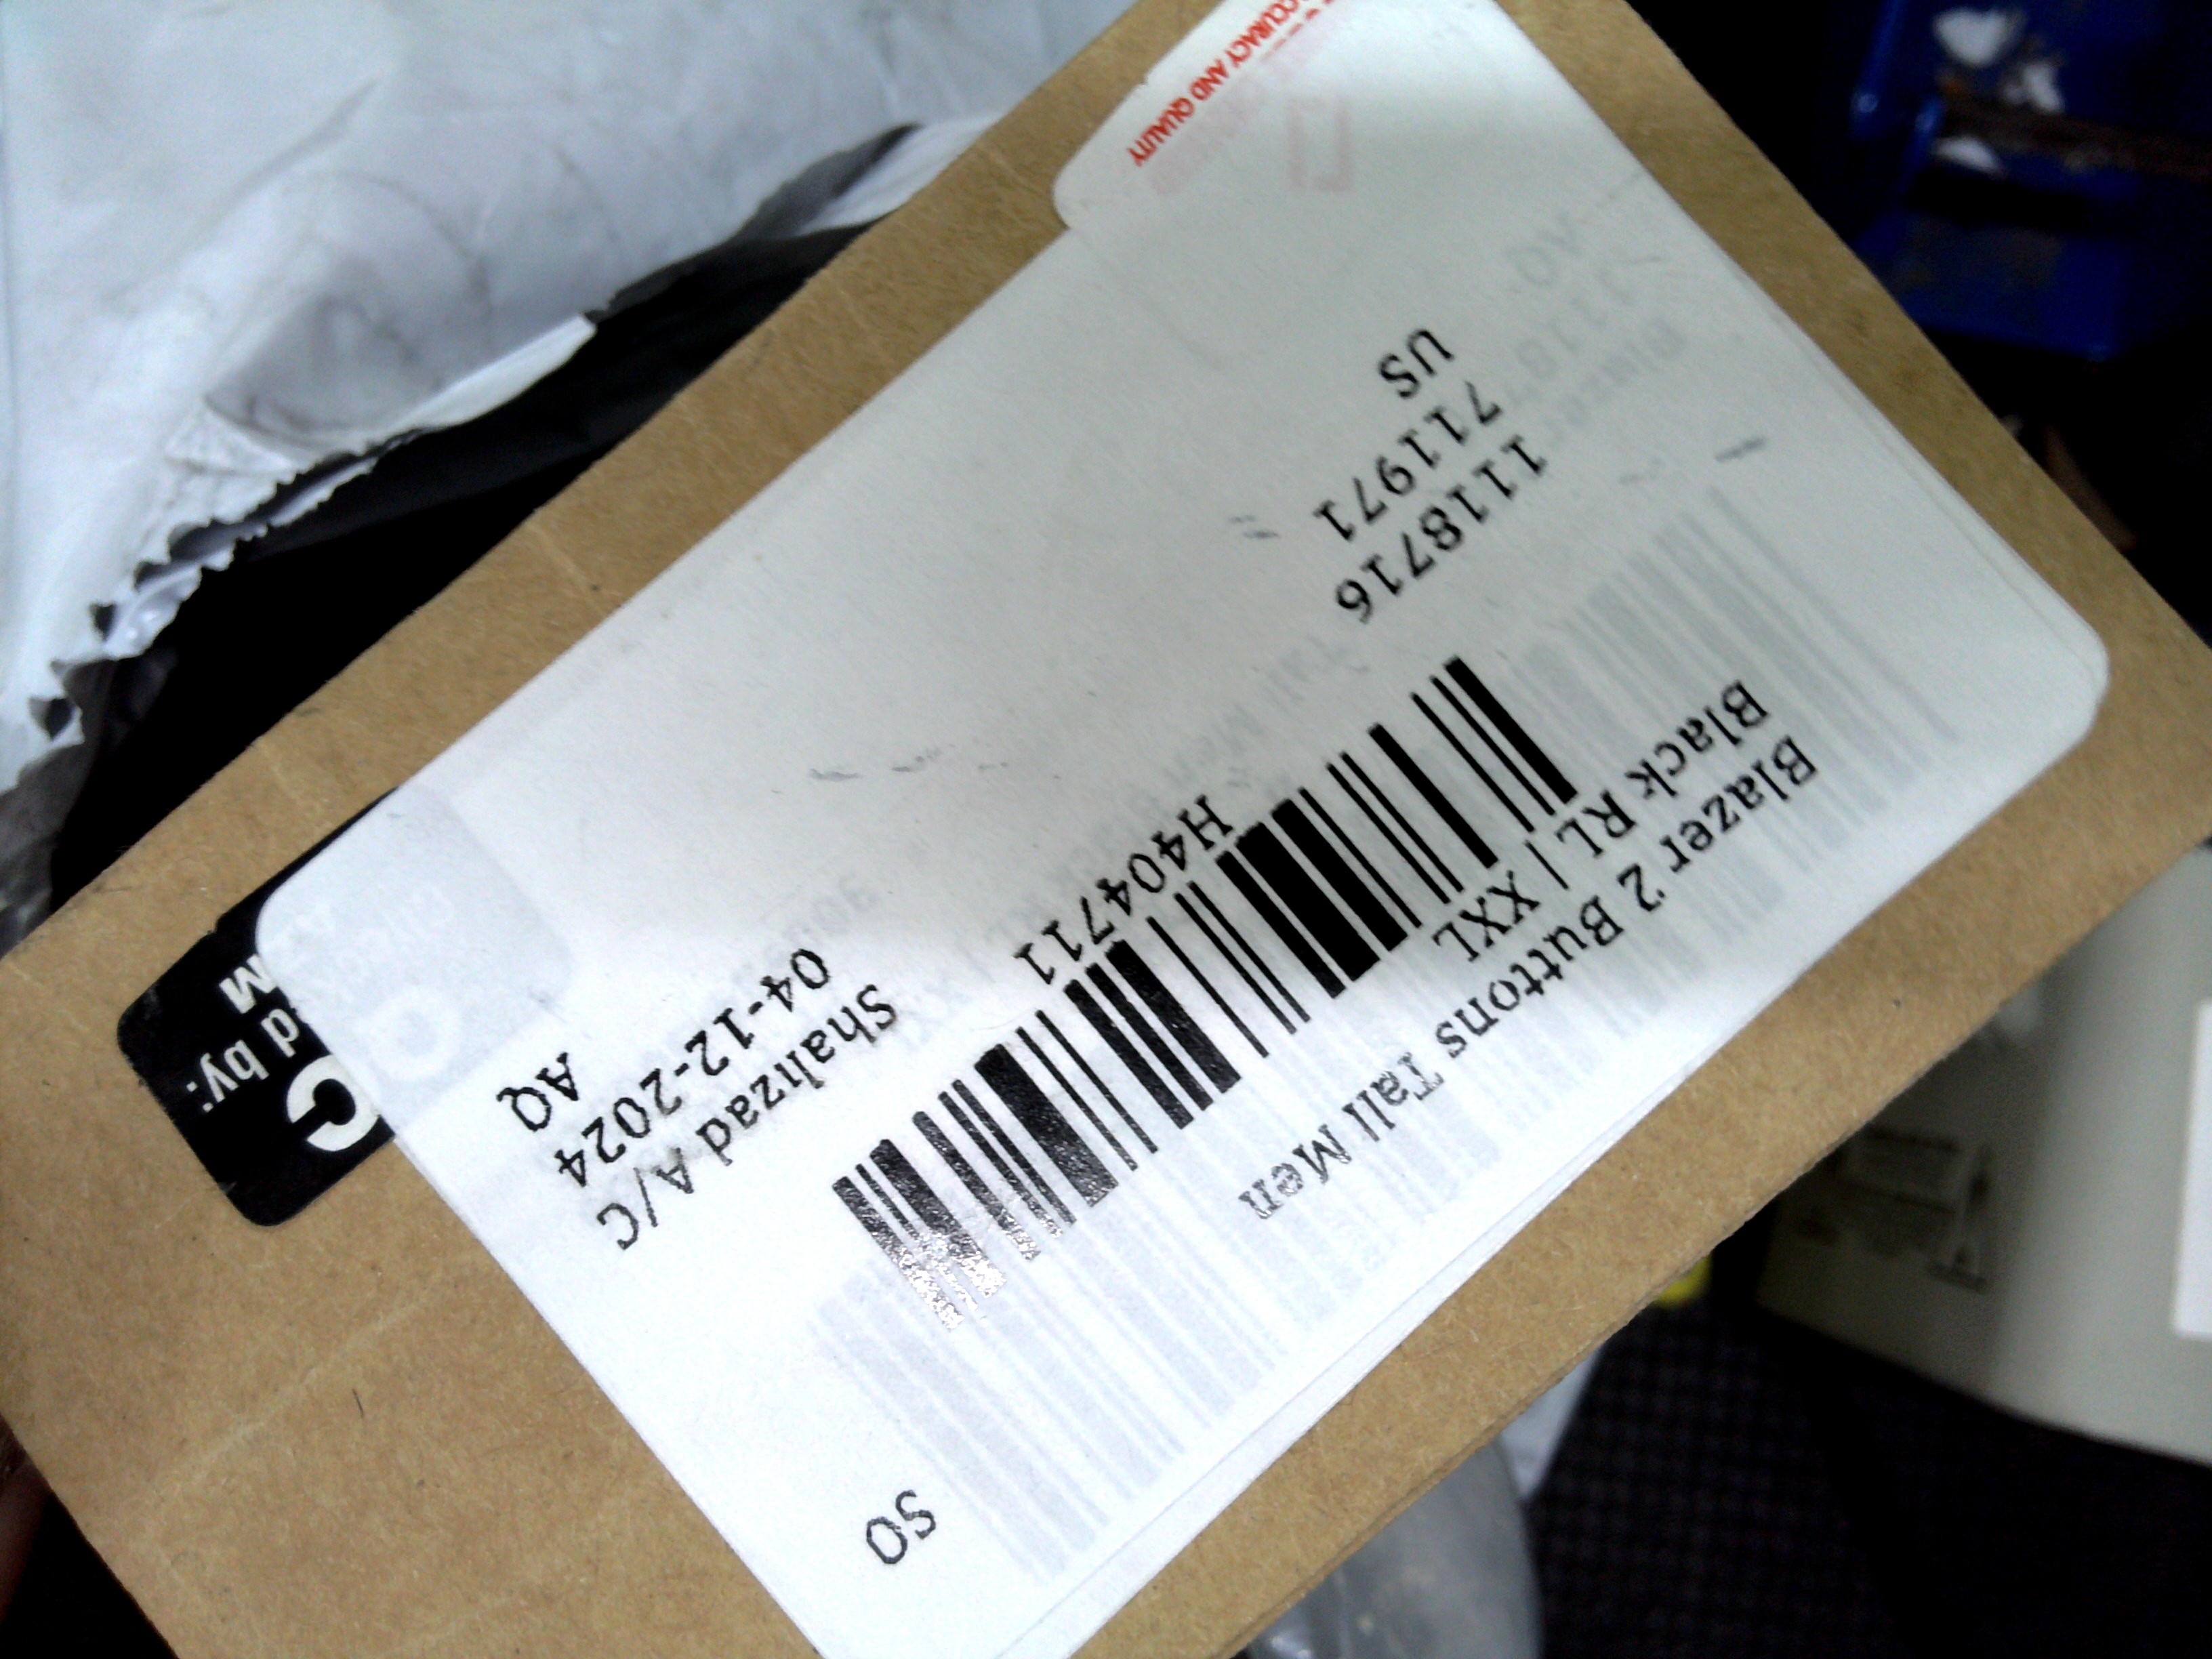 SO
Blazer 2 Buttons Tall Men
Black RL | XXL
H404711
1118716
711971
US
Shahzad A/C
04-12-2024
AQ
d by:
M
CCURACY AND QUALITY